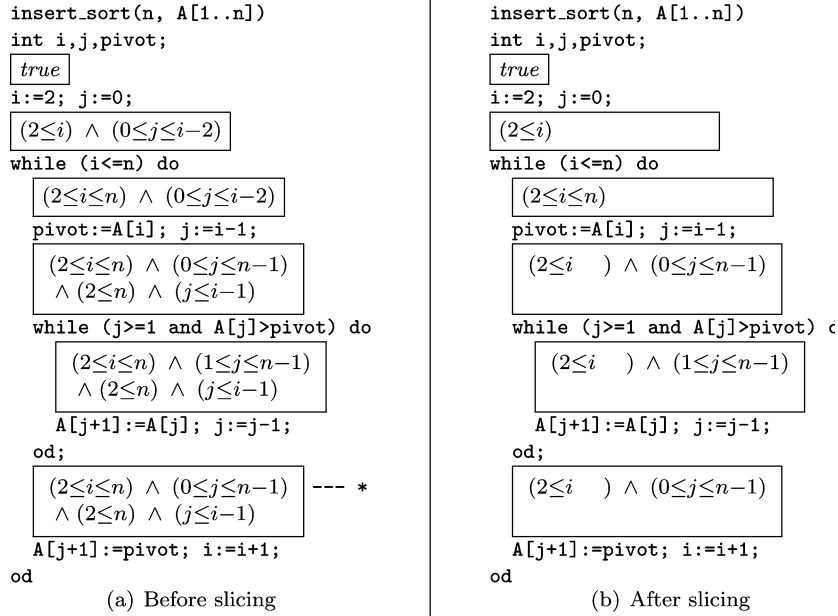 insert_sort(n, A[1..n])
int i,j,pivot;
true
i:=2; j:=0;
(2≤i) ∧ (0≤j≤i−2)
while (i<=n) do
(2≤i≤n) ∧ (0≤j≤i−2)
pivot:=A[i]; j:=i-1;
(2≤i≤n) ∧ (0≤j≤n−1)
∧ (2≤n) ∧ (j≤i−1)
while (j>=1 and A[j]>pivot) do
(2≤i≤n) ∧ (1≤j≤n−1)
∧ (2≤n) ∧ (j≤i−1)
A[j+1]:=A[j]; j:=j-1;
od;
(2≤i≤n) ∧ (0≤j≤n−1) --- *
∧ (2≤n) ∧ (j≤i−1)
A[j+1]:=pivot; i:=i+1;
od
(a) Before slicing
insert_sort(n, A[1..n])
int i,j,pivot;
true
i:=2; j:=0;
(2≤i)
while (i<=n) do
(2≤i≤n)
pivot:=A[i]; j:=i-1;
(2≤i ) ∧ (0≤j≤n−1)
while (j>=1 and A[j]>pivot) d
(2≤i ) ∧ (1≤j≤n−1)
A[j+1]:=A[j]; j:=j-1;
od;
(2≤i ) ∧ (0≤j≤n−1)
A[j+1]:=pivot; i:=i+1;
od
(b) After slicing